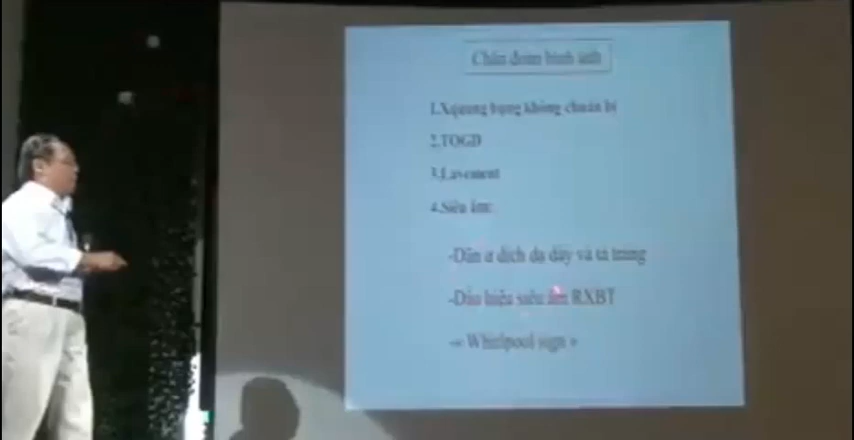 Chẩn đoán hình ảnh
1.Xquang bụng không chuẩn bị
2.TOGD
3.Lavement
4.Siêu âm:
-Dãn ứ dịch dạ dày và tá tràng
-Dấu hiệu siêu âm RXBT
-« Whirlpool sign »